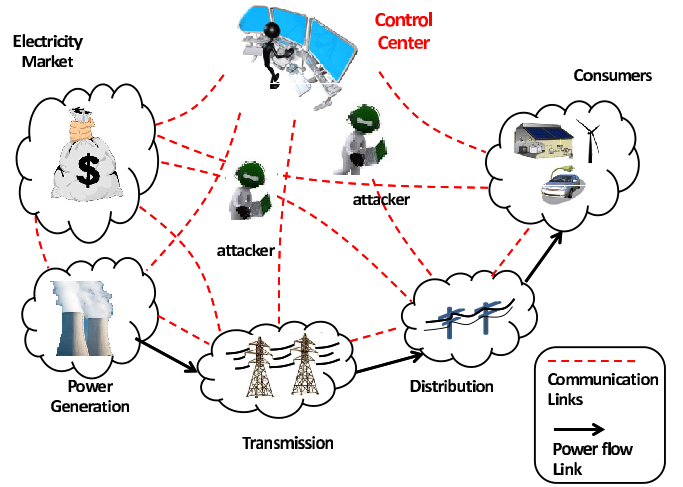 Electricity
Market
Control
Center
Consumers
$
attacker
attacker
Power
Generation
Transmission
Distribution
Communication
Links
Power flow
Link